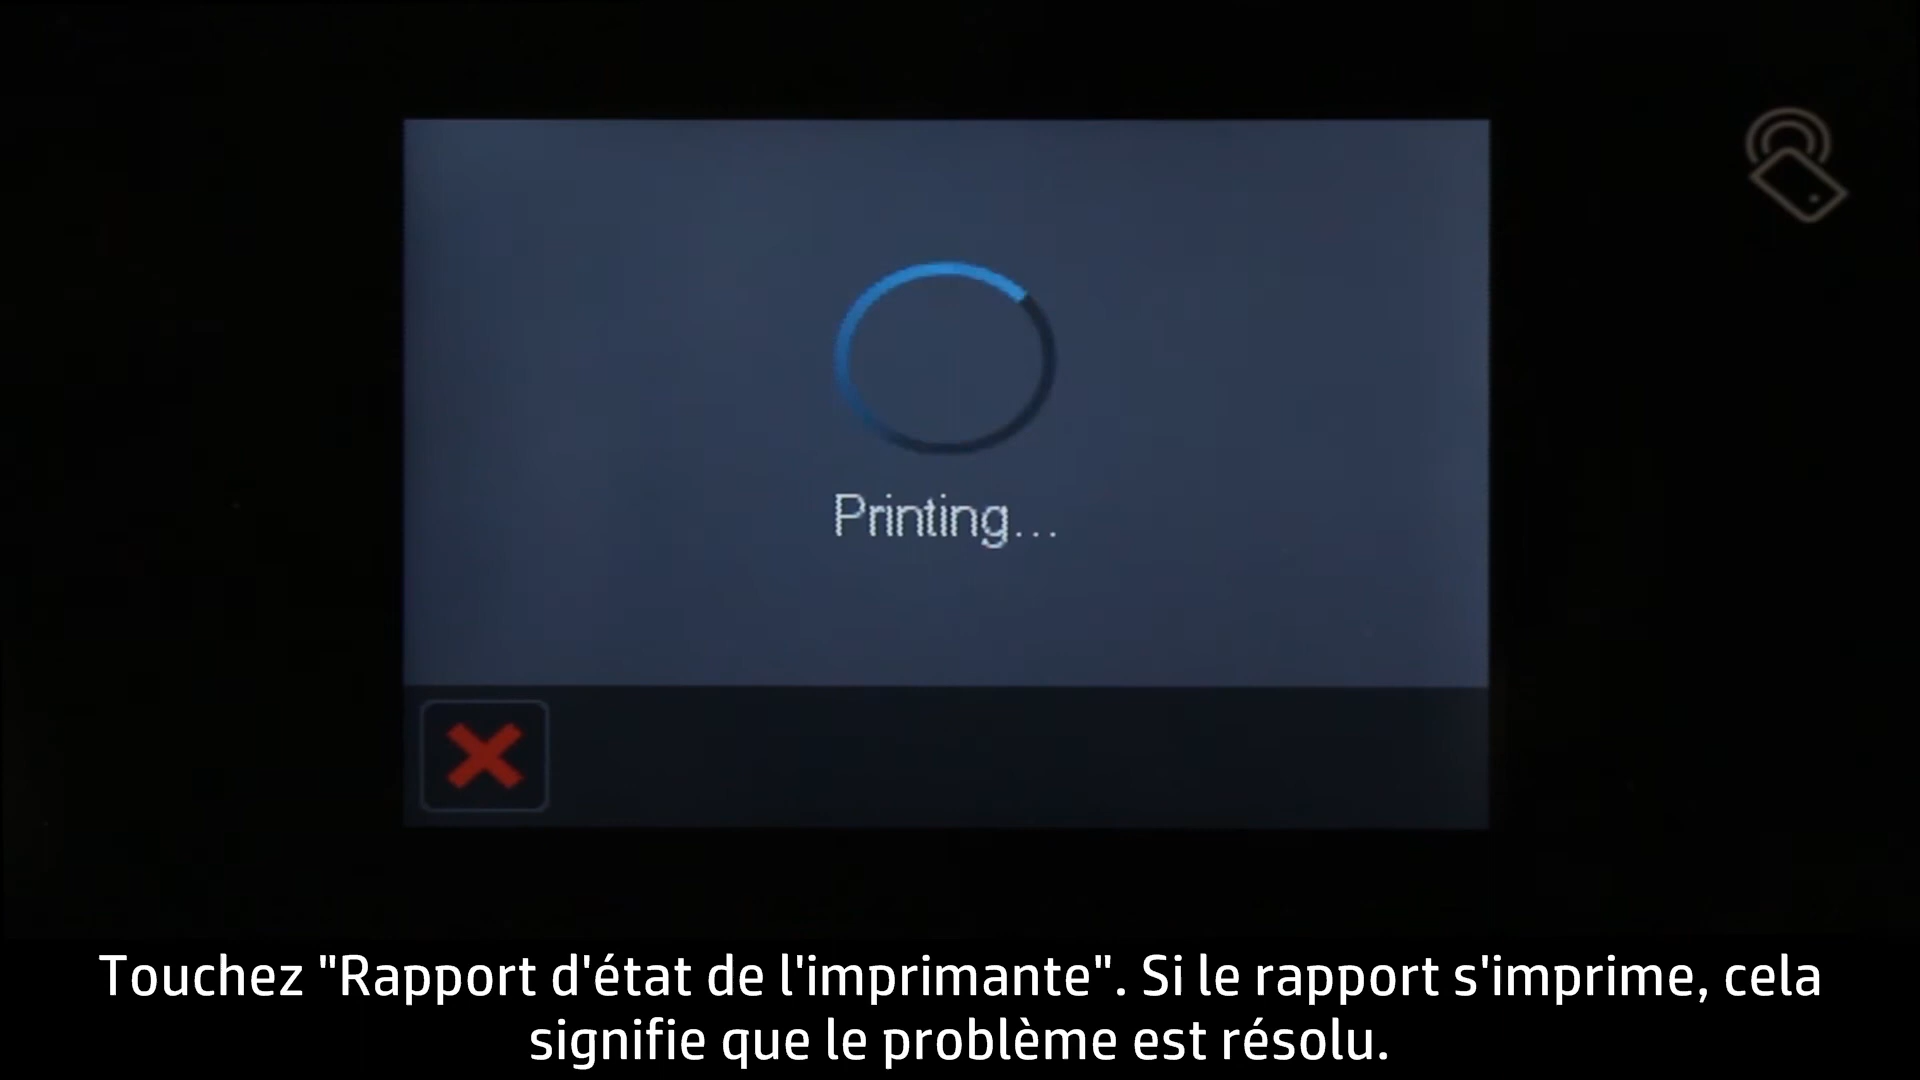 Printing...
Touchez "Rapport d'état de l'imprimante". Si le rapport s'imprime, cela
signifie que le problème est résolu.